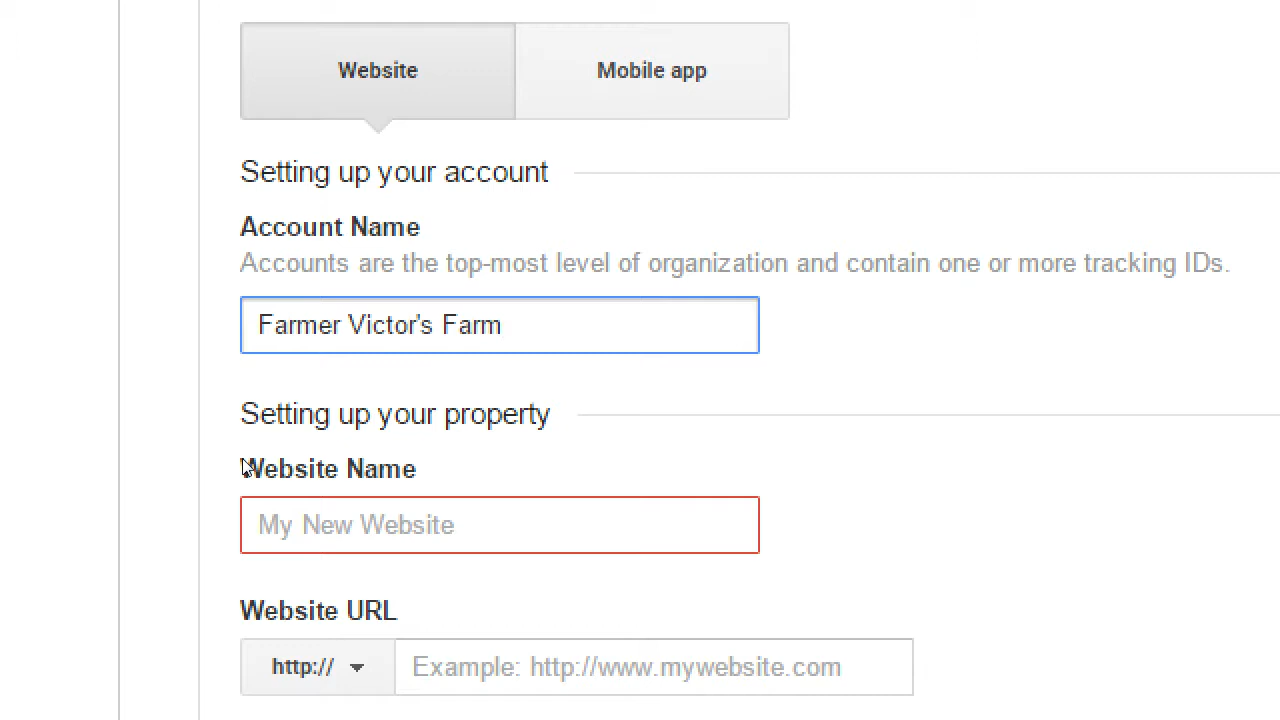 Website
Mobile app
Setting up your account
Account Name
Accounts are the top-most level of organization and contain one or more tracking IDs.
Farmer Victor's Farm
Setting up your property
Website Name
My New Website
Website URL
http://
Example: http://www.mywebsite.com